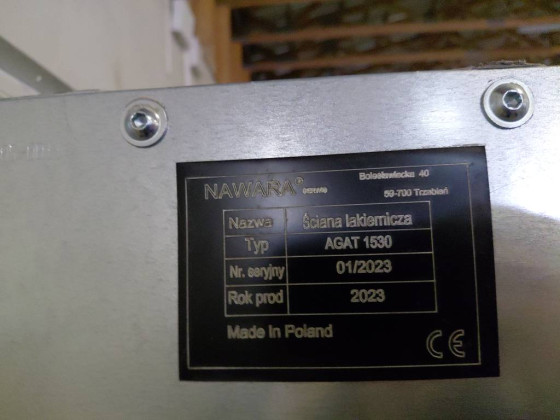 NAWARA®
Bolesławiecka 40
59-700 Trzebień
Nazwa Ściana lakiernicza
Typ AGAT 1530
Nr. seryjny 01/2023
Rok prod 2023
Made In Poland
CE